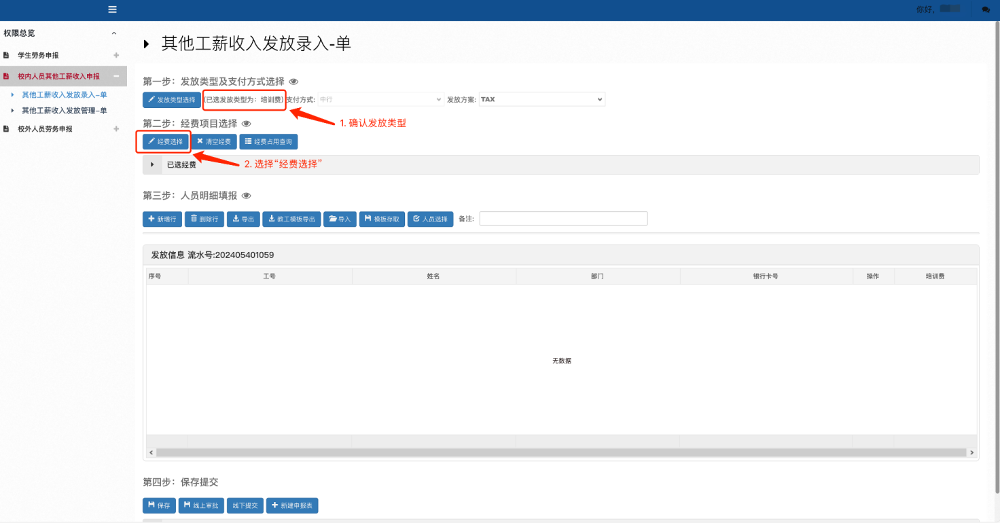 你好,
权限总览
学生劳务申报
校内人员其他工薪收入申报
其他工薪收入发放录入-单
其他工薪收入发放管理-单
校外人员劳务申报
其他工薪收入发放录入-单
第一步：发放类型及支付方式选择
发放类型选择 (已选发放类型为：培训费) 支付方式: 中行 发放方案: TAX
1. 确认发放类型
第二步：经费项目选择
经费选择 清空经费 经费占用查询
2. 选择“经费选择”
已选经费
第三步：人员明细填报
新增行 删除行 导出 教工模板导出 导入 模板存取 人员选择 备注:
发放信息 流水号:202405401059
序号 工号 姓名 部门 银行卡号 操作 培训费
无数据
第四步：保存提交
保存 线上审批 线下提交 新建申报表